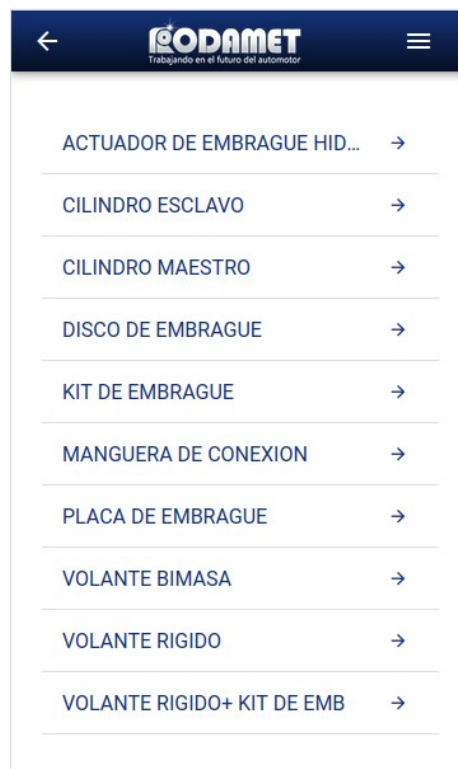 RODAMET
Trabajando en el futuro del automotor
ACTUADOR DE EMBRAGUE HID...
CILINDRO ESCLAVO
CILINDRO MAESTRO
DISCO DE EMBRAGUE
KIT DE EMBRAGUE
MANGUERA DE CONEXION
PLACA DE EMBRAGUE
VOLANTE BIMASA
VOLANTE RIGIDO
VOLANTE RIGIDO+ KIT DE EMB